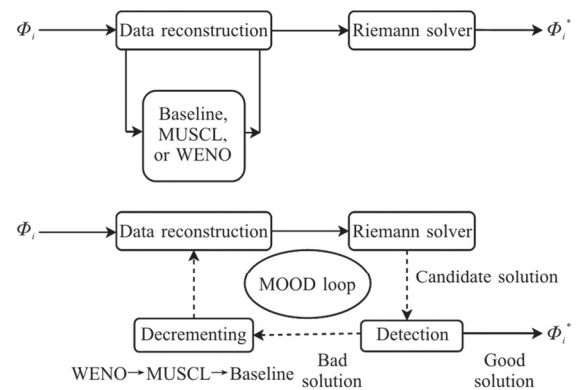 Φi Data reconstruction Riemann solver Φi*
Baseline,
MUSCL,
or WENO
Φi Data reconstruction Riemann solver
MOOD loop
Candidate solution
Decrementing Detection Φi*
WENO→MUSCL→Baseline
Bad
solution
Good
solution